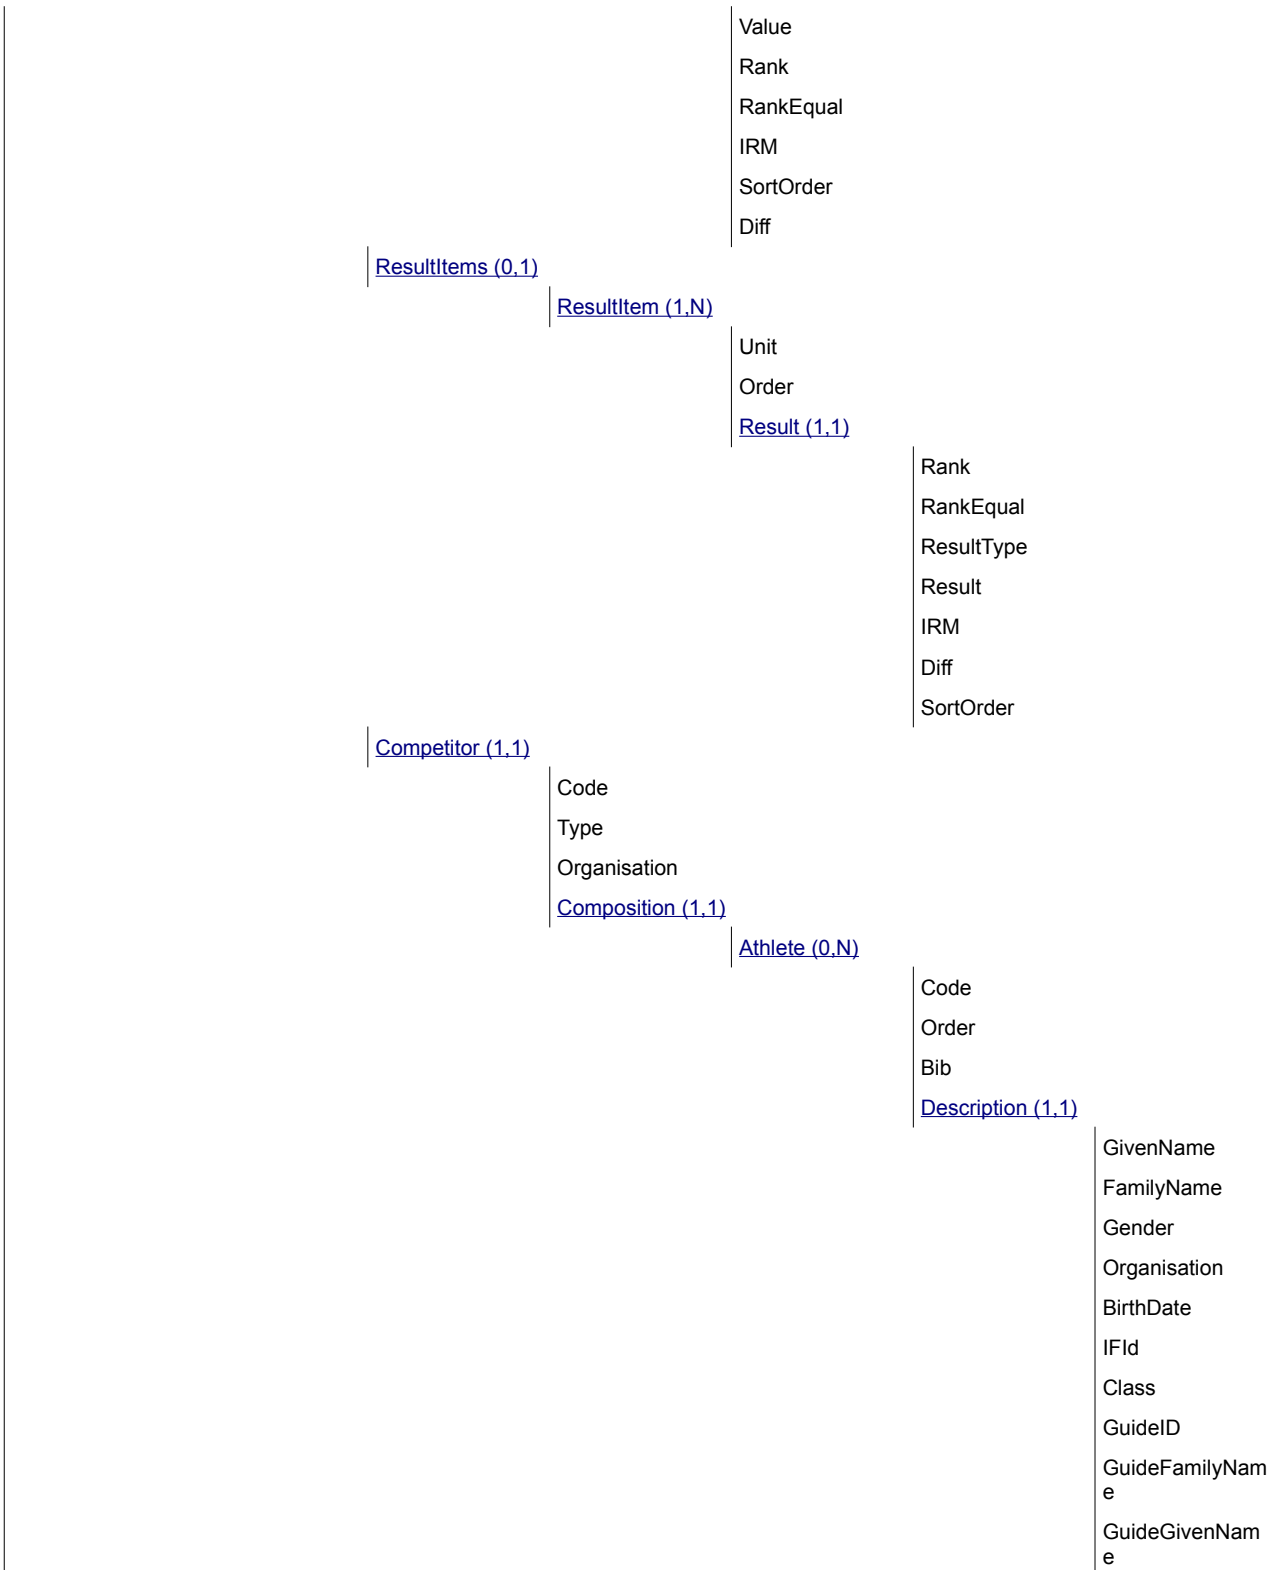 Value
Rank
RankEqual
IRM
SortOrder
Diff
ResultItems (0,1)
ResultItem (1,N)
Unit
Order
Result (1,1)
Rank
RankEqual
ResultType
Result
IRM
Diff
SortOrder
Competitor (1,1)
Code
Type
Organisation
Composition (1,1)
Athlete (0,N)
Code
Order
Bib
Description (1,1)
GivenName
FamilyName
Gender
Organisation
BirthDate
IFId
Class
GuideID
GuideFamilyNam
e
GuideGivenNam
e